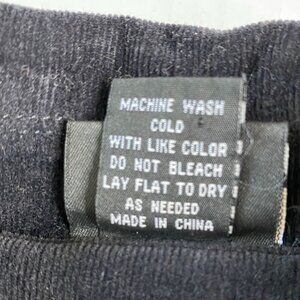 MACHINE WASH
COLD
WITH LIKE COLOR
DO NOT BLEACH
LAY FLAT TO DRY
AS NEEDED
MADE IN CHINA